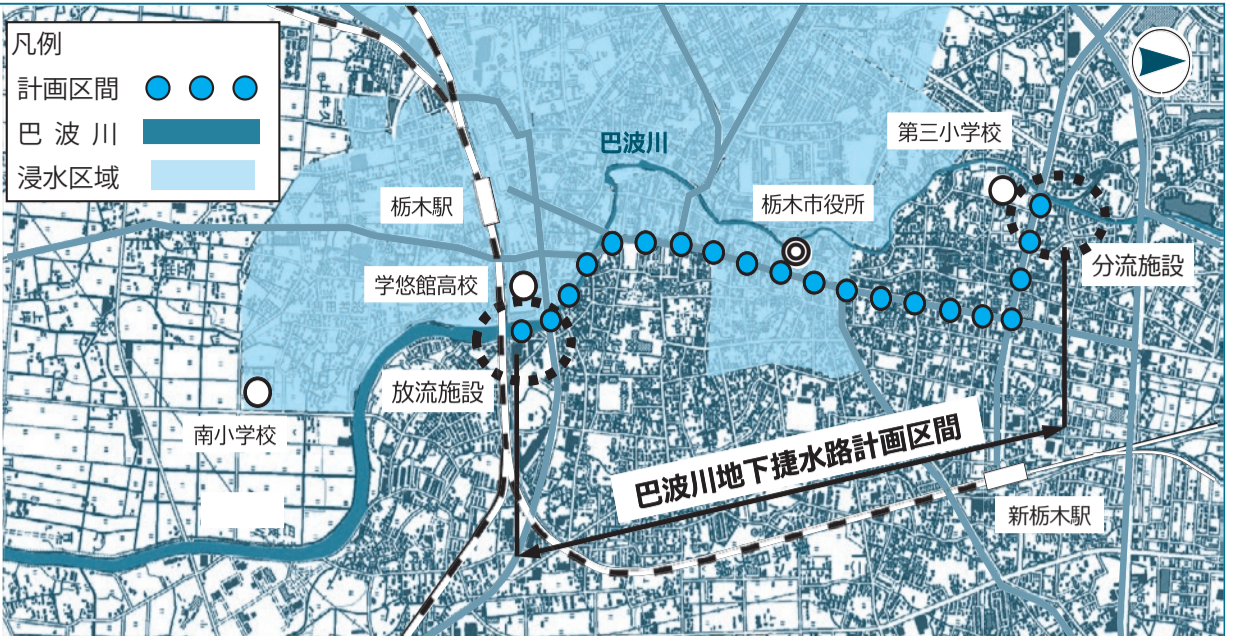 凡例
計画区間
巴波川
浸水区域
巴波川
第三小学校
栃木駅
栃木市役所
分流施設
学悠館高校
放流施設
南小学校
巴波川地下捷水路計画区間
新栃木駅